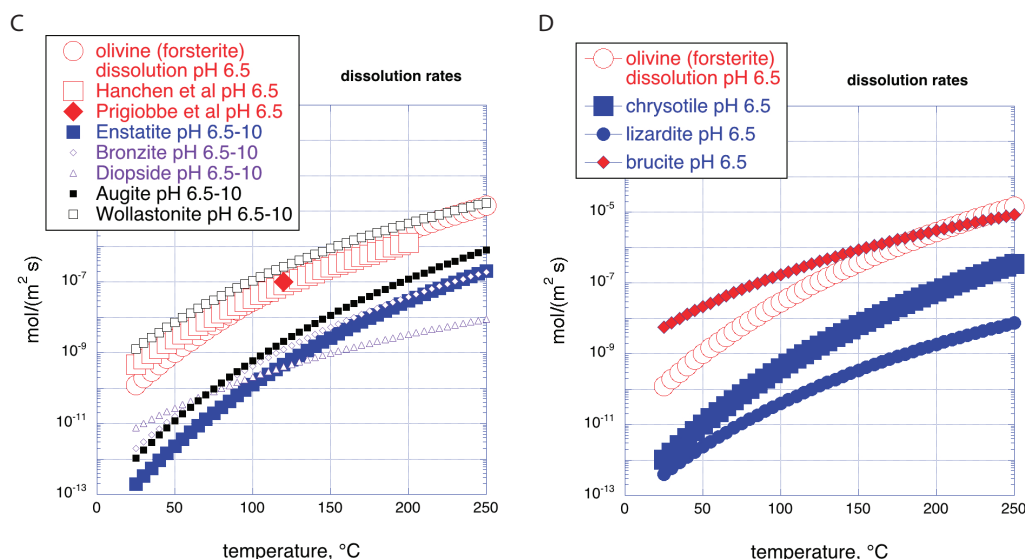 C
olivine (forsterite)
dissolution pH 6.5
Hanchen et al pH 6.5
Prigiobbe et al pH 6.5
Enstatite pH 6.5-10
Bronzite pH 6.5-10
Diopside pH 6.5-10
Augite pH 6.5-10
Wollastonite pH 6.5-10
dissolution rates
mol/(m² s)
10⁻⁷
10⁻⁹
10⁻¹¹
10⁻¹³
0 50 100 150 200 250
temperature, °C
D
olivine (forsterite)
dissolution pH 6.5
chrysotile pH 6.5
lizardite pH 6.5
brucite pH 6.5
dissolution rates
mol/(m² s)
10⁻⁵
10⁻⁷
10⁻⁹
10⁻¹¹
10⁻¹³
0 50 100 150 200 250
temperature, °C